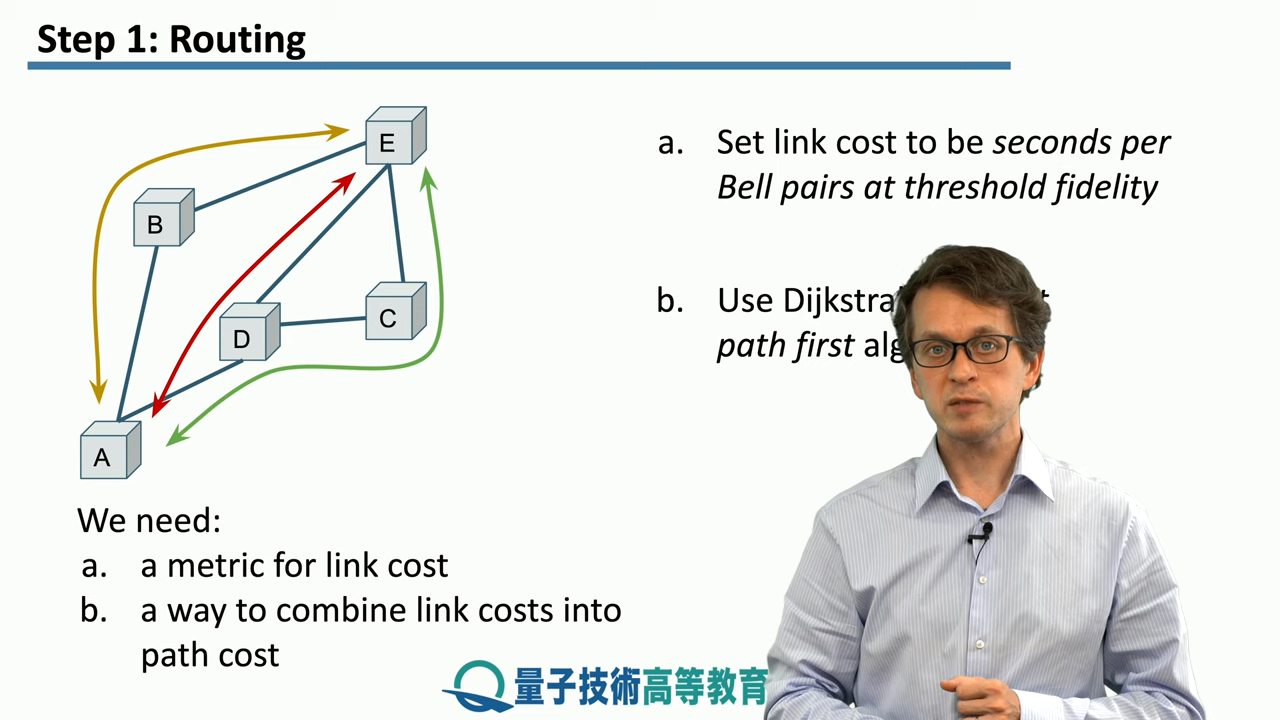 Step 1: Routing
E
B
C
D
A
a. Set link cost to be seconds per
Bell pairs at threshold fidelity
b. Use
path first
We need:
a. a metric for link cost
b. a way to combine link costs into
path cost
量子技術高等教育